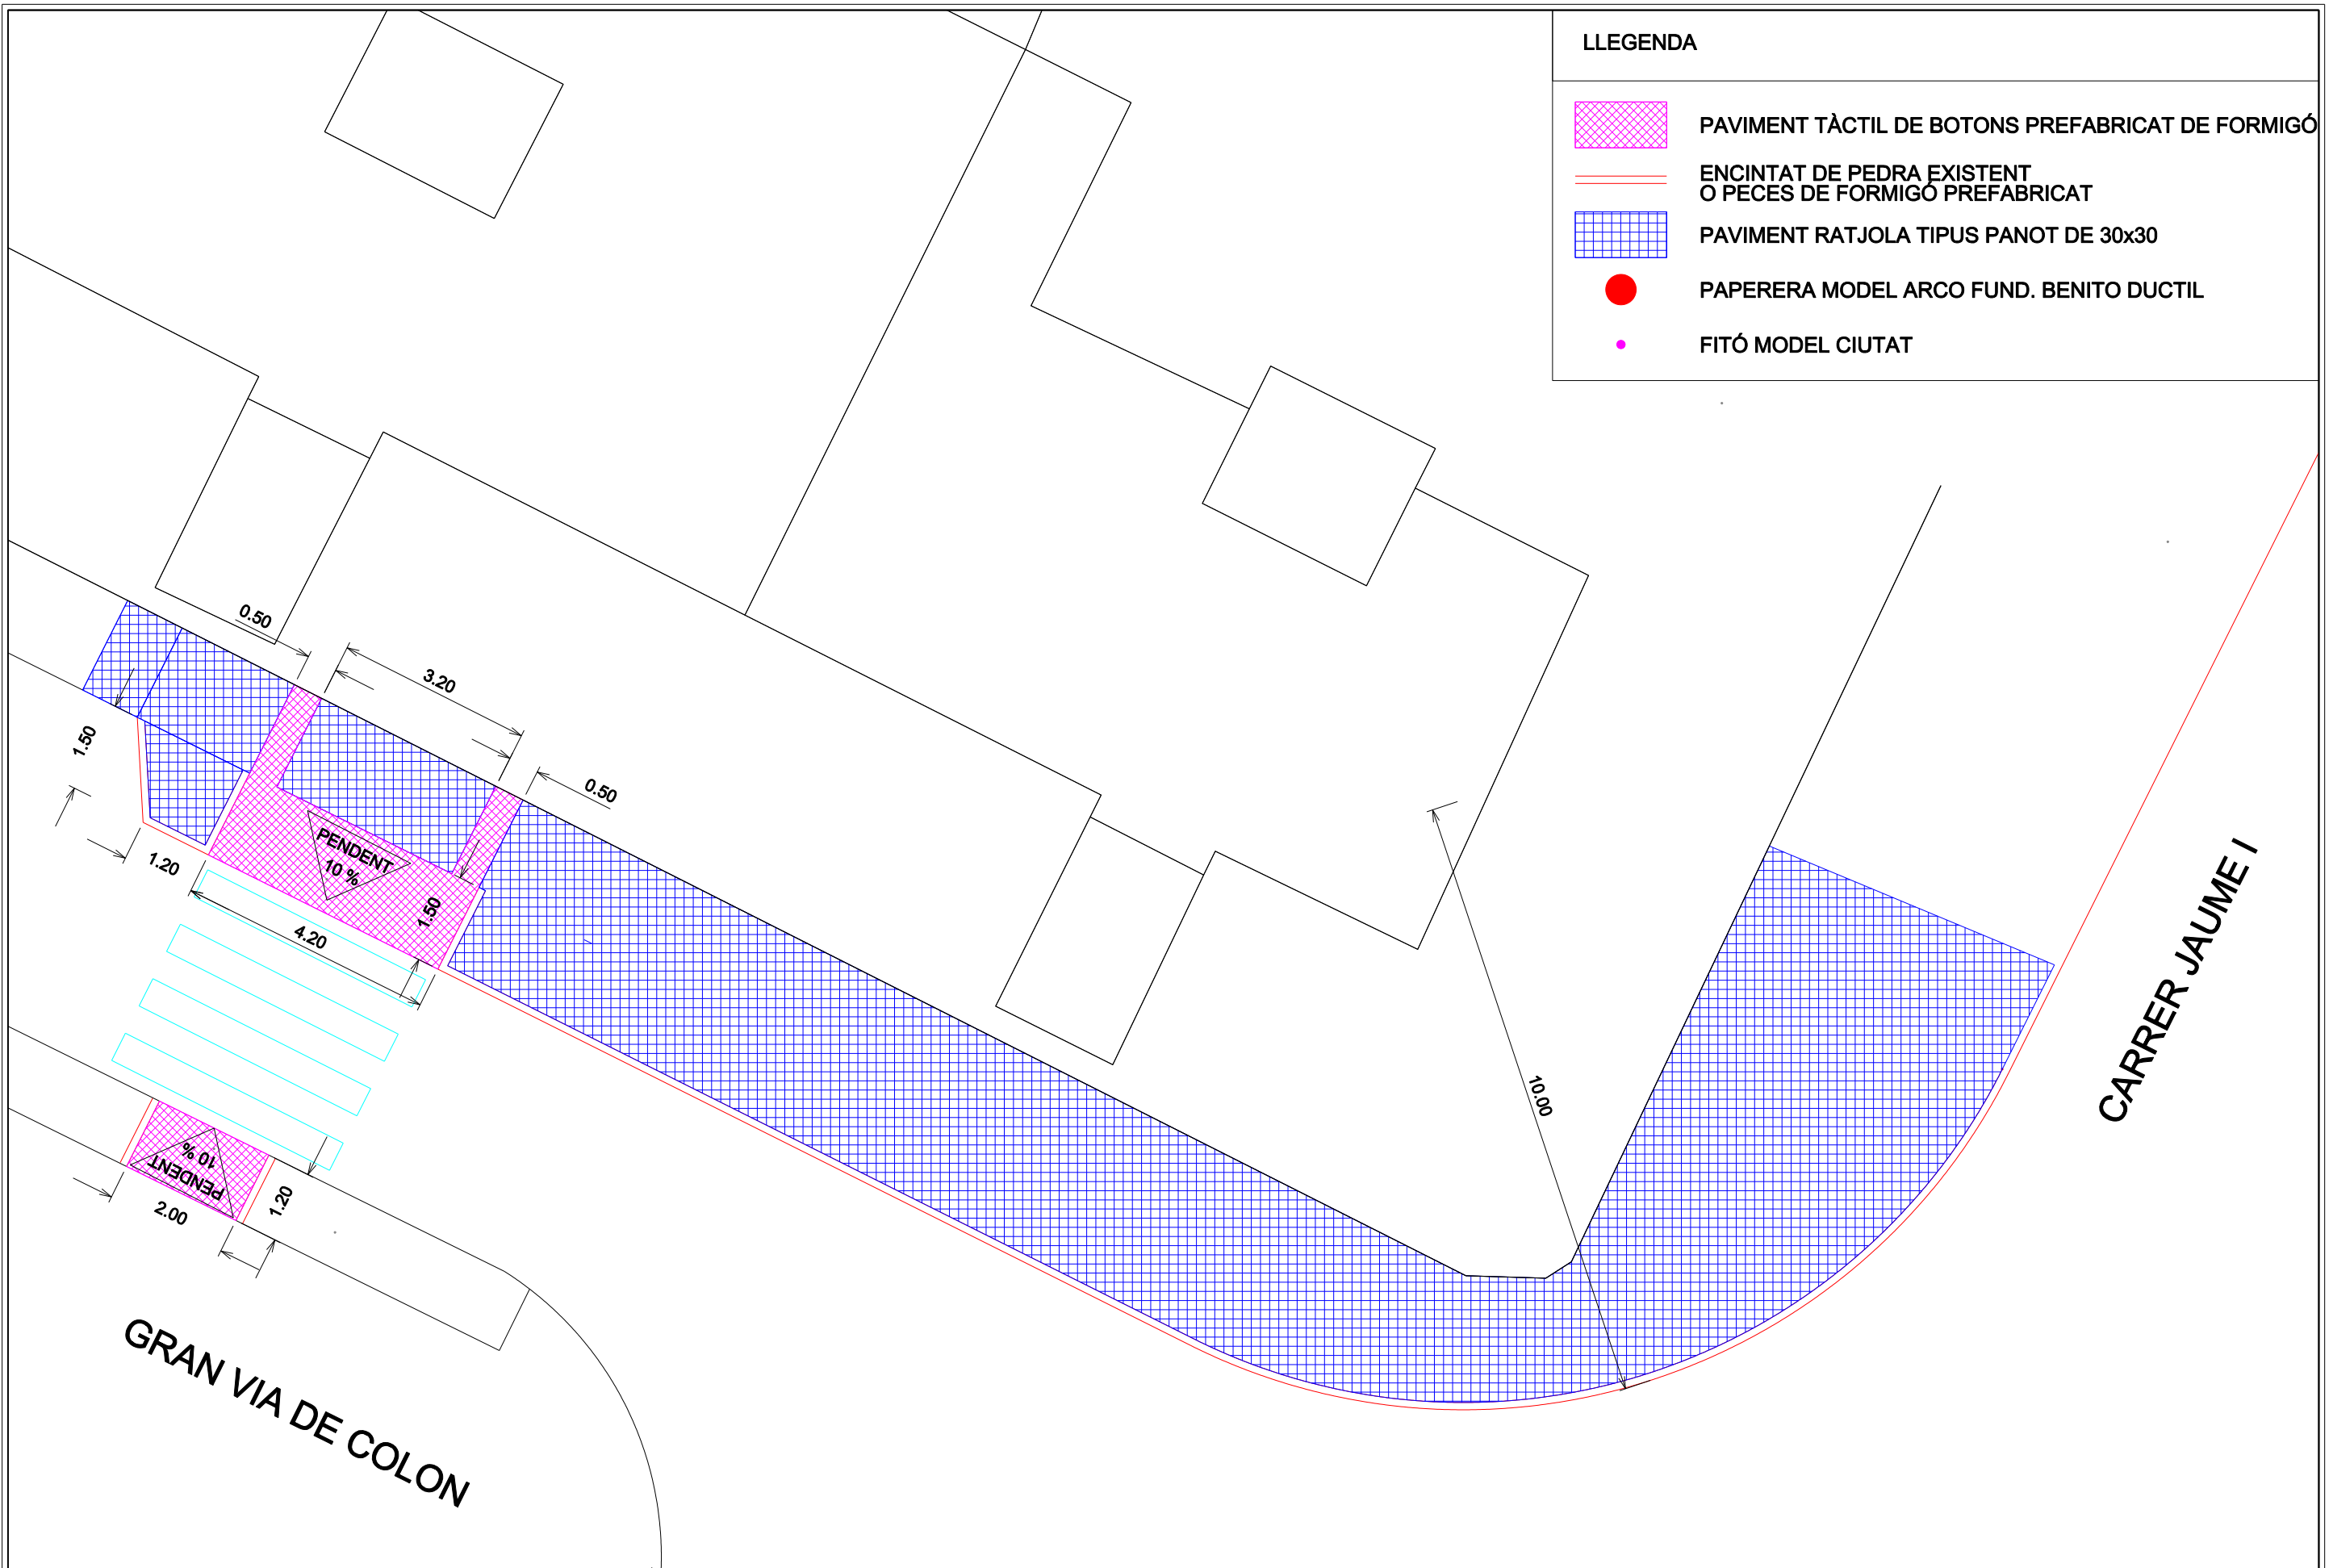 LLEGENDA
PAVIMENT TÀCTIL DE BOTONS PREFABRICAT DE FORMIGÓ
ENCINTAT DE PEDRA EXISTENT
O PECES DE FORMIGÓ PREFABRICAT
PAVIMENT RATJOLA TIPUS PANOT DE 30x30
PAPERERA MODEL ARCO FUND. BENITO DUCTIL
FITÓ MODEL CIUTAT
0.50
3.20
1.50
0.50
PENDENT
10 %
1.20
1.50
4.20
10.00
CARRER JAUME I
PENDENT
10 %
1.20
2.00
GRAN VIA DE COLON